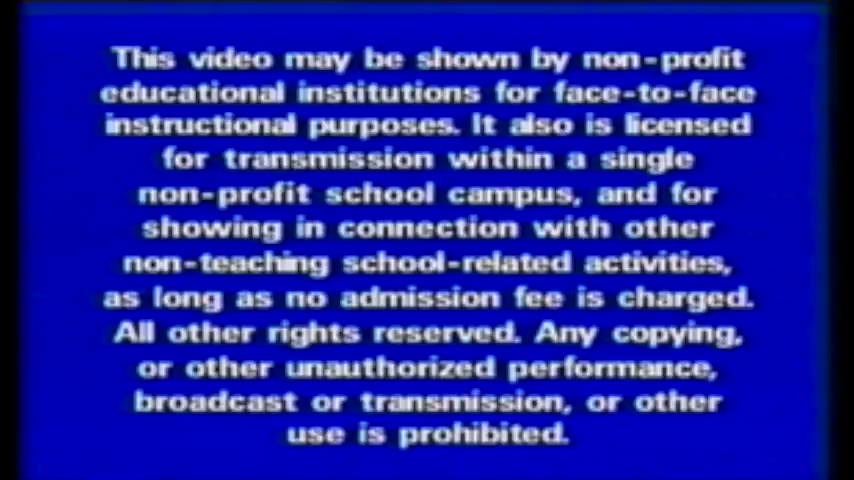 This video may be shown by non-profit
educational institutions for face-to-face
instructional purposes. It also is licensed
for transmission within a single
non-profit school campus, and for
showing in connection with other
non-teaching school-related activities,
as long as no admission fee is charged.
All other rights reserved. Any copying,
or other unauthorized performance,
broadcast or transmission, or other
use is prohibited.